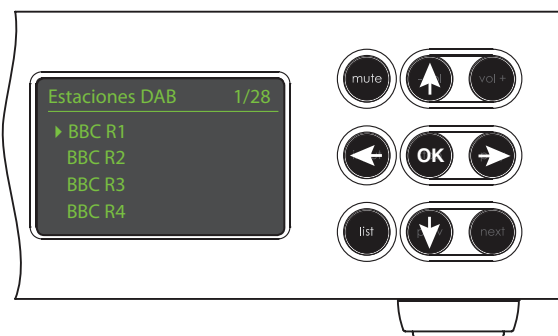 Estaciones DAB 1/28
BBC R1
BBC R2
BBC R3
BBC R4
mute vol +
OK
list next